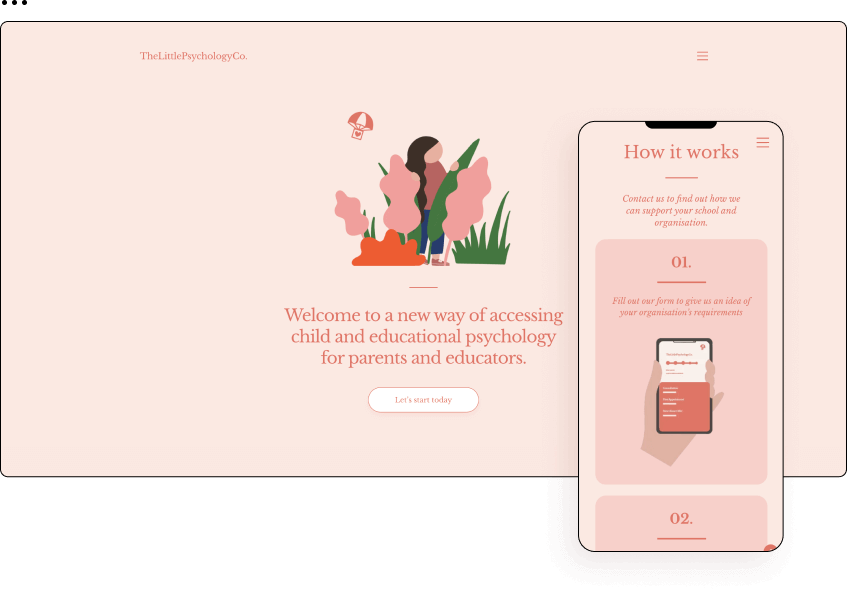 TheLittlePsychologyCo.
Welcome to a new way of accessing
child and educational psychology
for parents and educators.
Let's start today
How it works
Contact us to find out how we
can support your school and
organisation.
01.
Fill out our form to give us an idea of
your organisation's requirements
02.